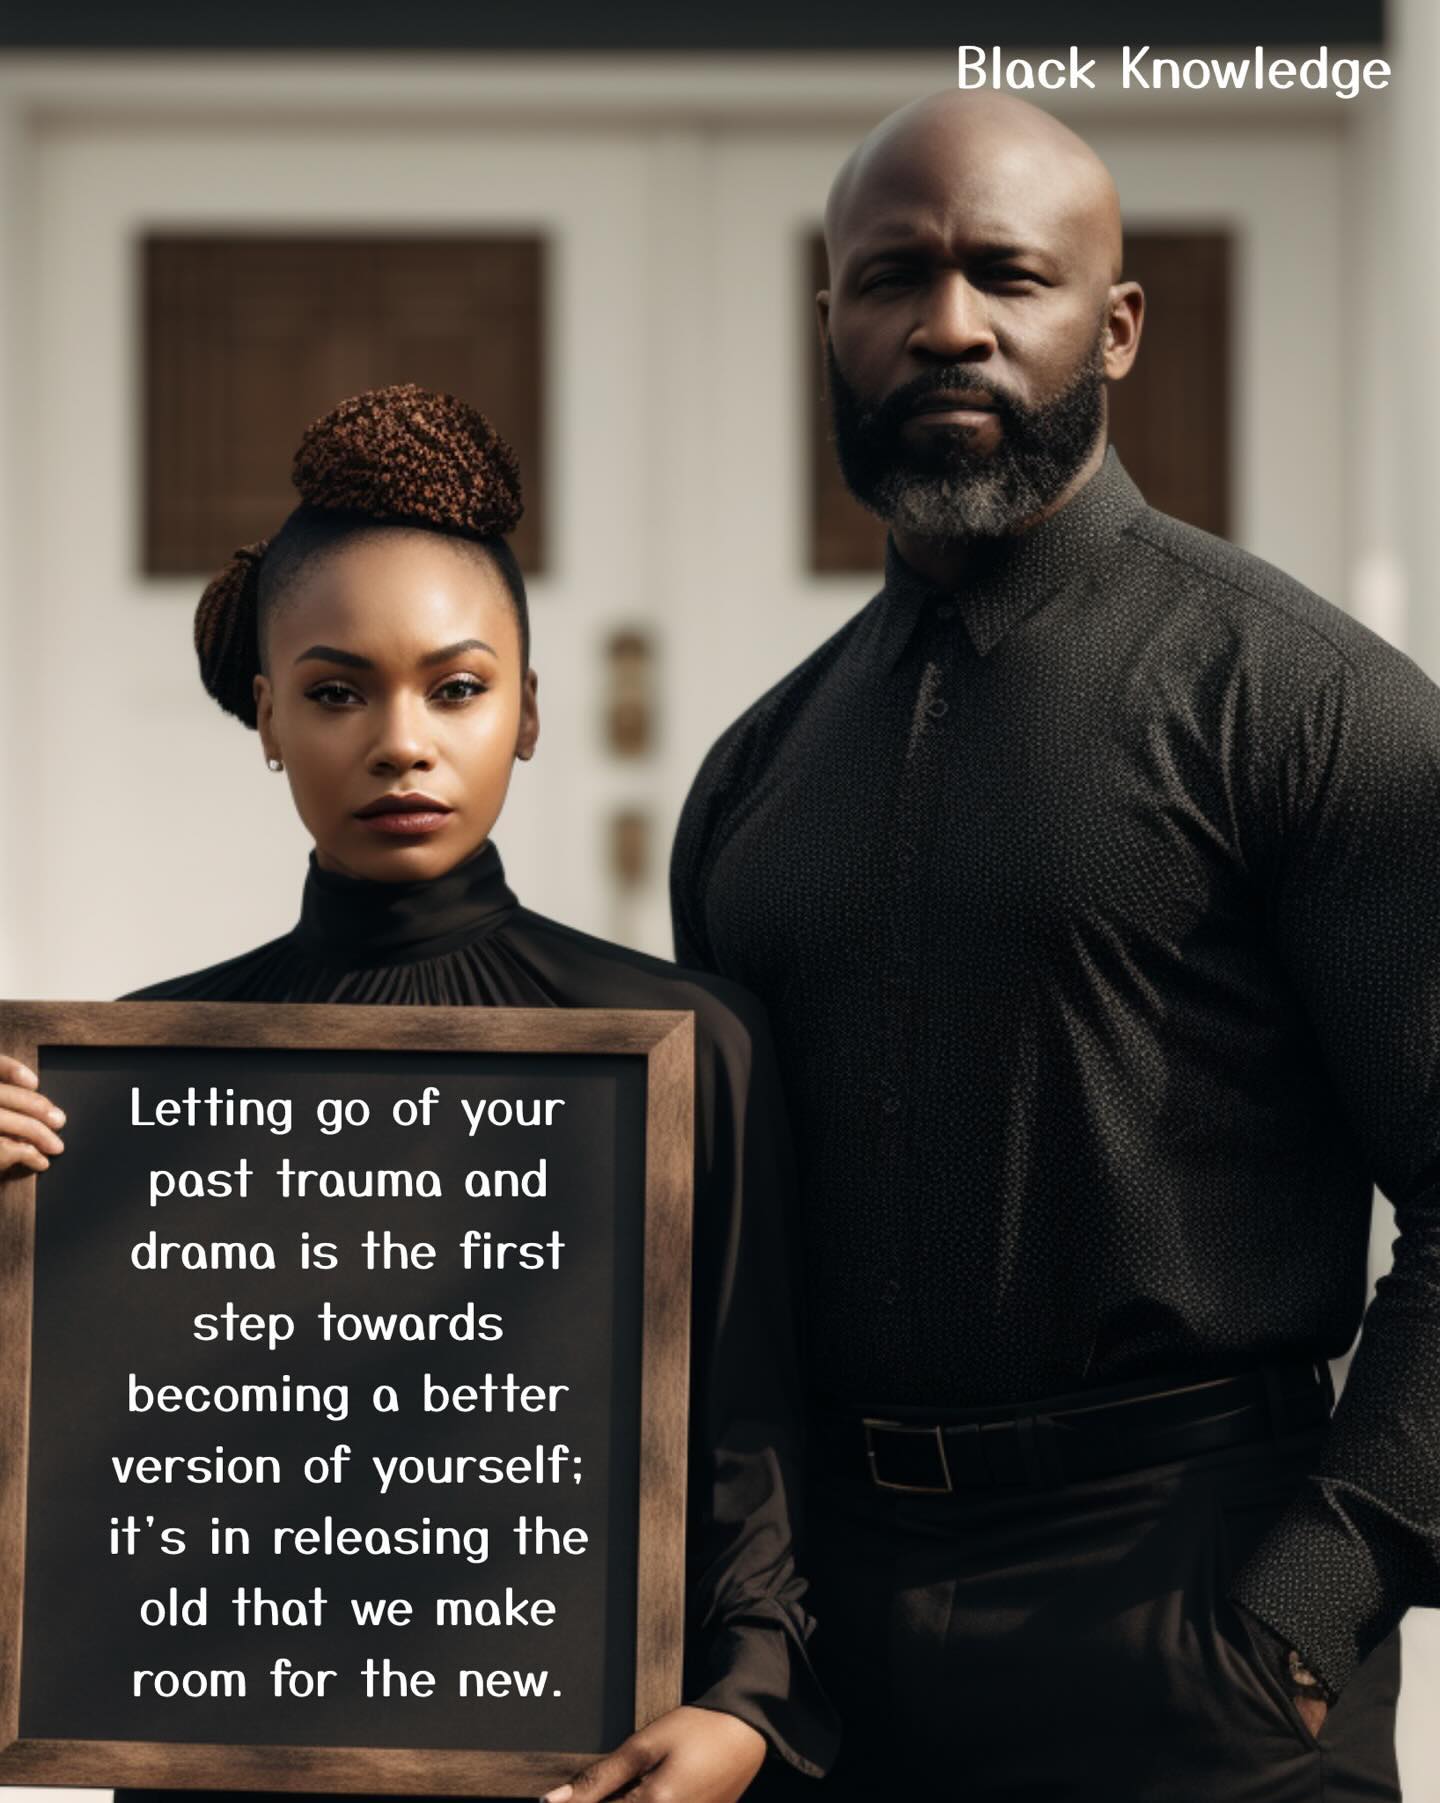 Black Knowledge
Letting go of your
past trauma and
drama is the first
step towards
becoming a better
version of yourself;
it's in releasing the
old that we make
room for the new.